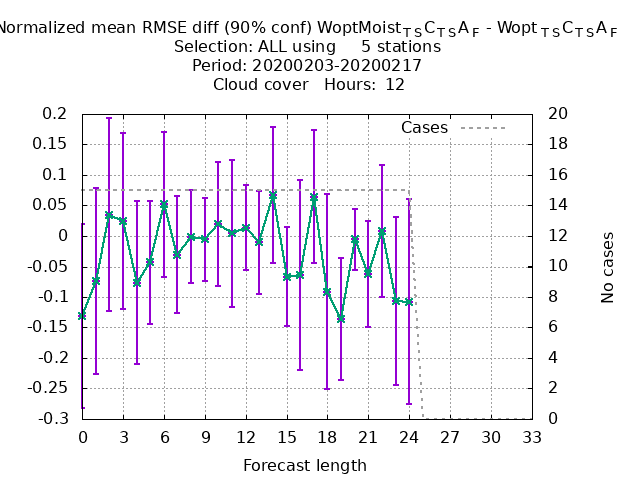 Normalized mean RMSE diff (90% conf) WoptMoist_TSC_TSA_F - Wopt_TSC_TSA_F
Selection: ALL using 5 stations
Period: 20200203-20200217
Cloud cover Hours: 12
Cases
0.2
0.15
0.1
0.05
0
-0.05
-0.1
-0.15
-0.2
-0.25
-0.3
20
18
16
14
12
10
8
6
4
2
0
No cases
0 3 6 9 12 15 18 21 24 27 30 33
Forecast length